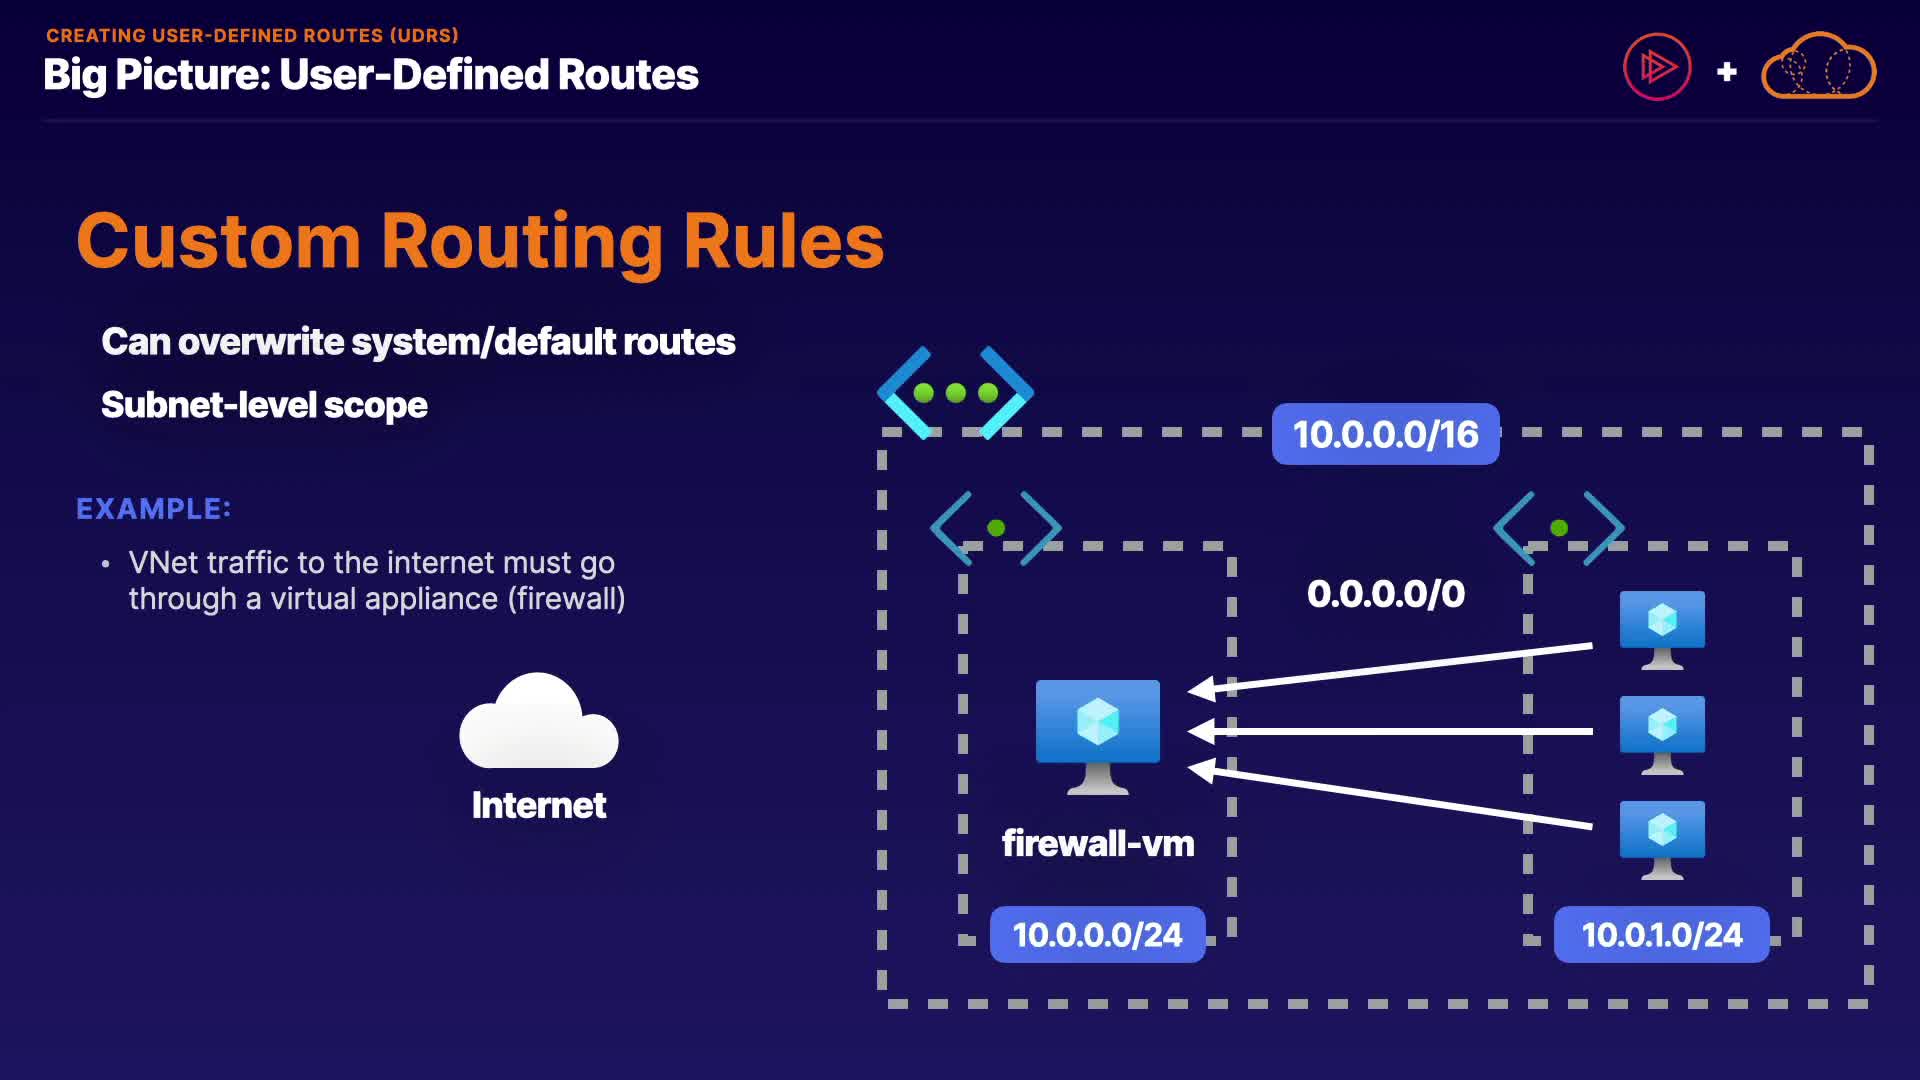 CREATING USER-DEFINED ROUTES (UDRS)
Big Picture: User-Defined Routes
Custom Routing Rules
Can overwrite system/default routes
Subnet-level scope
EXAMPLE:
• VNet traffic to the internet must go
through a virtual appliance (firewall)
Internet
10.0.0.0/16
0.0.0.0/0
firewall-vm
10.0.0.0/24
10.0.1.0/24